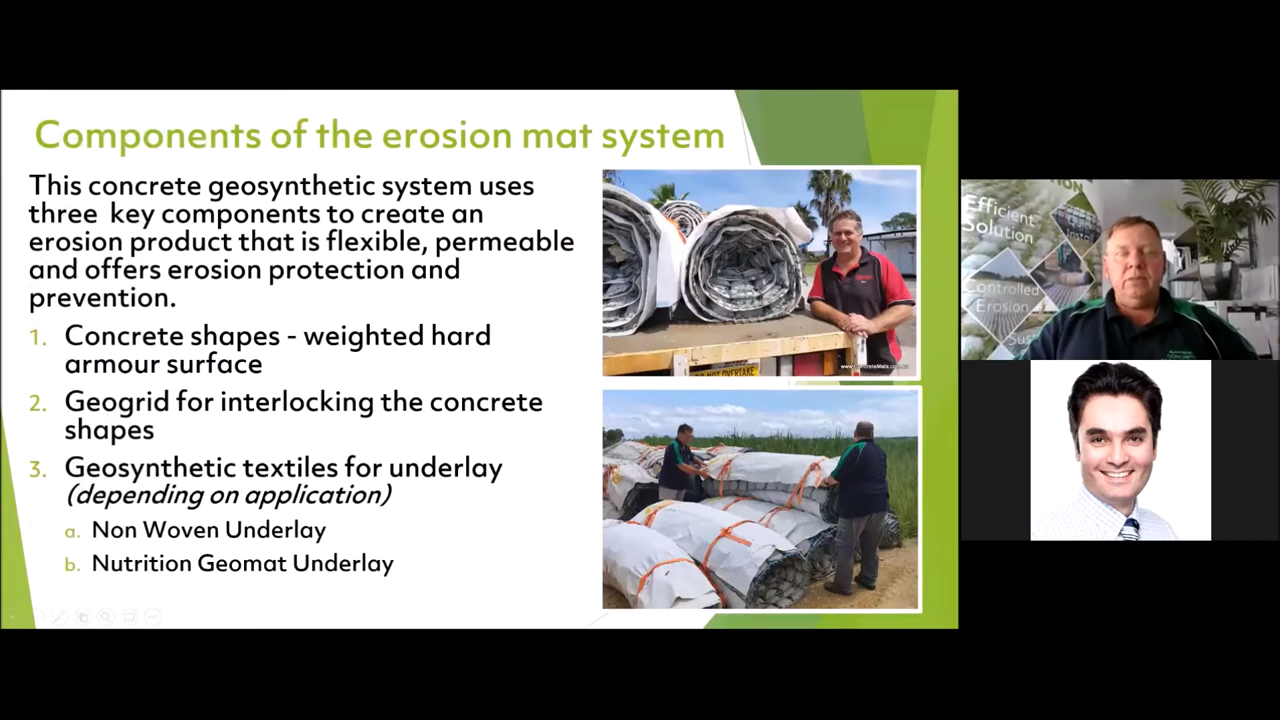 Components of the erosion mat system
This concrete geosynthetic system uses
three key components to create an
erosion product that is flexible, permeable
and offers erosion protection and
prevention.
1. Concrete shapes - weighted hard
armour surface
2. Geogrid for interlocking the concrete
shapes
3. Geosynthetic textiles for underlay
(depending on application)
a. Non Woven Underlay
b. Nutrition Geomat Underlay
NOT OVERTAKE
Efficient
Solution
Controlled
Erosion